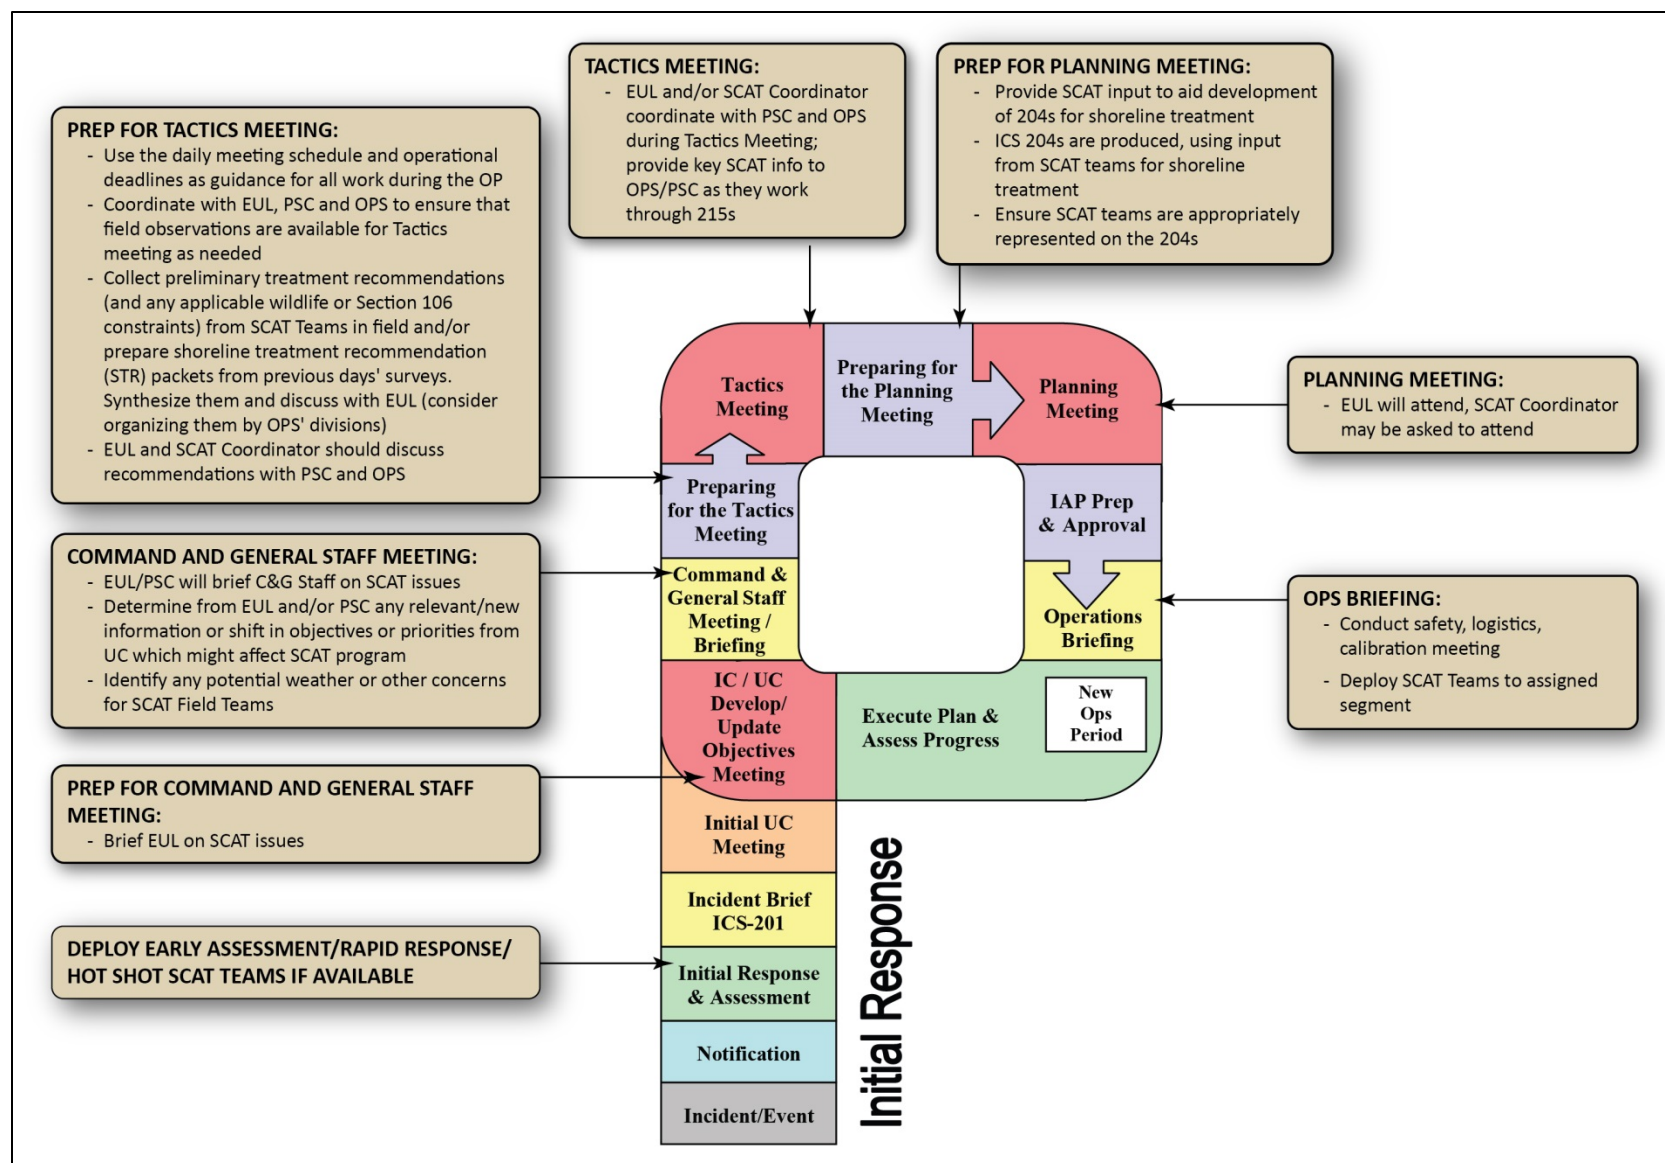 TACTICS MEETING:
- EUL and/or SCAT Coordinator
coordinate with PSC and OPS
during Tactics Meeting;
provide key SCAT info to
OPS/PSC as they work
through 215s
PREP FOR PLANNING MEETING:
- Provide SCAT input to aid development
of 204s for shoreline treatment
- ICS 204s are produced, using input
from SCAT teams for shoreline
treatment
- Ensure SCAT teams are appropriately
represented on the 204s
PREP FOR TACTICS MEETING:
- Use the daily meeting schedule and operational
deadlines as guidance for all work during the OP
- Coordinate with EUL, PSC and OPS to ensure that
field observations are available for Tactics
meeting as needed
- Collect preliminary treatment recommendations
(and any applicable wildlife or Section 106
constraints) from SCAT Teams in field and/or
prepare shoreline treatment recommendation
(STR) packets from previous days' surveys.
Synthesize them and discuss with EUL (consider
organizing them by OPS' divisions)
- EUL and SCAT Coordinator should discuss
recommendations with PSC and OPS
COMMAND AND GENERAL STAFF MEETING:
- EUL/PSC will brief C&G Staff on SCAT issues
- Determine from EUL and/or PSC any relevant/new
information or shift in objectives or priorities from
UC which might affect SCAT program
- Identify any potential weather or other concerns
for SCAT Field Teams
PREP FOR COMMAND AND GENERAL STAFF
MEETING:
- Brief EUL on SCAT issues
DEPLOY EARLY ASSESSMENT/RAPID RESPONSE/
HOT SHOT SCAT TEAMS IF AVAILABLE
PLANNING MEETING:
- EUL will attend, SCAT Coordinator
may be asked to attend
OPS BRIEFING:
- Conduct safety, logistics,
calibration meeting
- Deploy SCAT Teams to assigned
segment
Tactics
Meeting
Preparing for
the Planning
Meeting
Planning
Meeting
Preparing
for the Tactics
Meeting
IAP Prep
& Approval
Command &
General Staff
Meeting /
Briefing
Operations
Briefing
IC / UC
Develop/
Update
Objectives
Meeting
Execute Plan &
Assess Progress
New
Ops
Period
Initial UC
Meeting
Incident Brief
ICS-201
Initial Response
& Assessment
Notification
Incident/Event
Initial Response